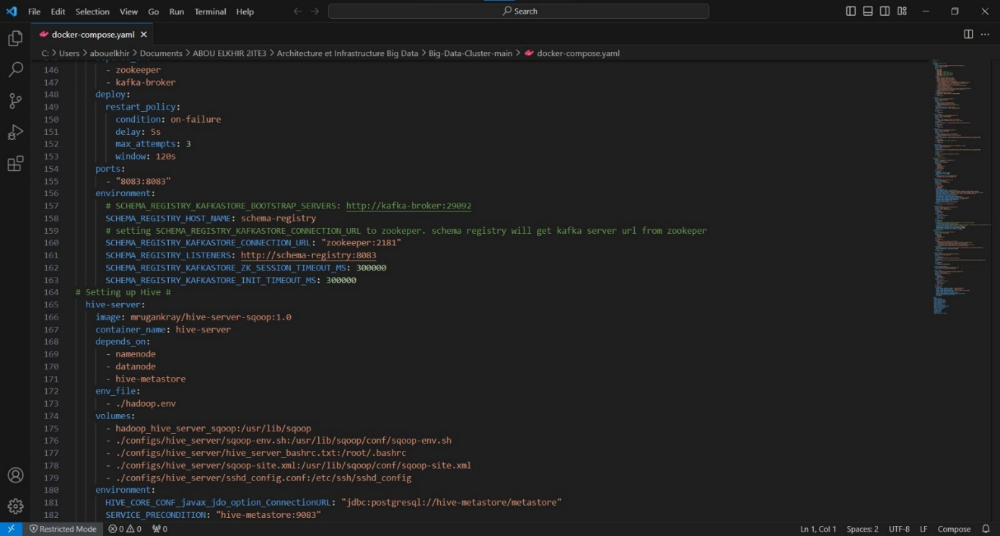 File Edit Selection View Go Run Terminal Help Search
docker-compose.yaml
C: > Users > abouelkhir > Documents > ABOU ELKHIR 2ITE3 > Architecture et Infrastructure Big Data > Big-Data-Cluster-main > docker-compose.yaml
146 - zookeeper
147 - kafka-broker
148 deploy:
149 restart_policy:
150 condition: on-failure
151 delay: 5s
152 max_attempts: 3
153 window: 120s
154 ports:
155 - "8083:8083"
156 environment:
157 # SCHEMA_REGISTRY_KAFKASTORE_BOOTSTRAP_SERVERS: http://kafka-broker:29092
158 SCHEMA_REGISTRY_HOST_NAME: schema-registry
159 # setting SCHEMA_REGISTRY_KAFKASTORE_CONNECTION_URL to zookeper. schema registry will get kafka server url from zookeper
160 SCHEMA_REGISTRY_KAFKASTORE_CONNECTION_URL: "zookeeper:2181"
161 SCHEMA_REGISTRY_LISTENERS: http://schema-registry:8083
162 SCHEMA_REGISTRY_KAFKASTORE_ZK_SESSION_TIMEOUT_MS: 300000
163 SCHEMA_REGISTRY_KAFKASTORE_INIT_TIMEOUT_MS: 300000
164 # Setting up Hive #
165 hive-server:
166 image: mrugankray/hive-server-sqoop:1.0
167 container_name: hive-server
168 depends_on:
169 - namenode
170 - datanode
171 - hive-metastore
172 env_file:
173 - ./hadoop.env
174 volumes:
175 - hadoop_hive_server_sqoop:/usr/lib/sqoop
176 - ./configs/hive_server/sqoop-env.sh:/usr/lib/sqoop/conf/sqoop-env.sh
177 - ./configs/hive_server/hive_server_bashrc.txt:/root/.bashrc
178 - ./configs/hive_server/sqoop-site.xml:/usr/lib/sqoop/conf/sqoop-site.xml
179 - ./configs/hive_server/sshd_config.conf:/etc/ssh/sshd_config
180 environment:
181 HIVE_CORE_CONF_javax_jdo_option_ConnectionURL: "jdbc:postgresql://hive-metastore/metastore"
182 SERVICE_PRECONDITION: "hive-metastore:9083"
Restricted Mode 0 0 0 Ln 1, Col 1 Spaces: 2 UTF-8 LF Compose